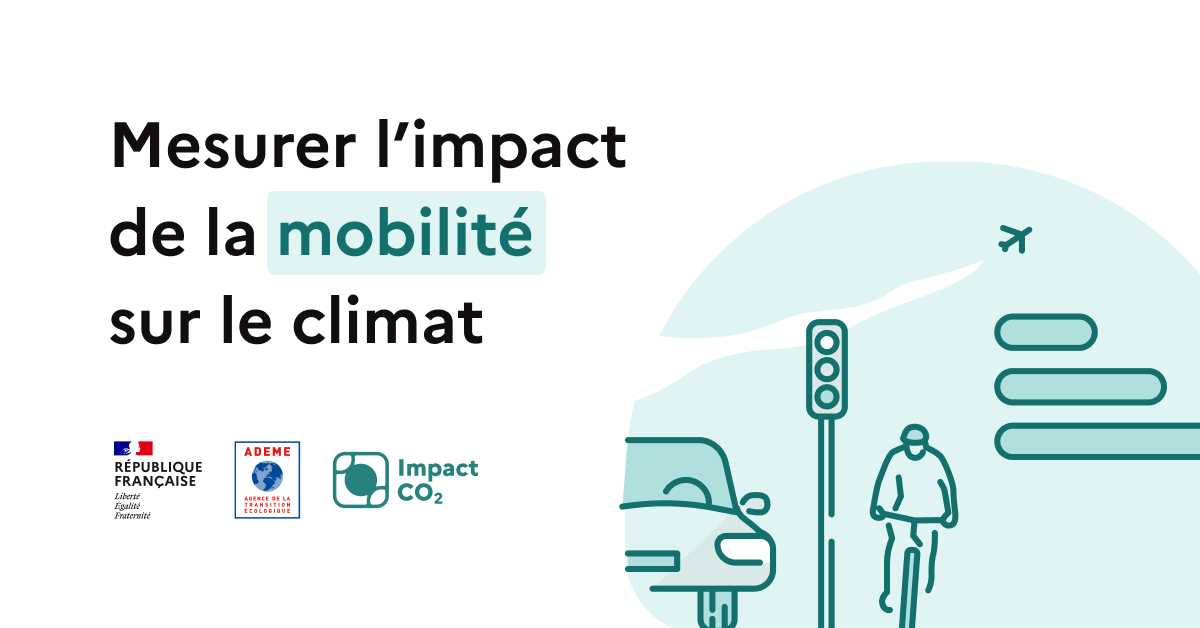 Mesurer l’impact
de la mobilité
sur le climat
RÉPUBLIQUE
FRANÇAISE
Liberté
Égalité
Fraternité
ADEME
AGENCE DE LA
TRANSITION
ÉCOLOGIQUE
Impact
CO₂